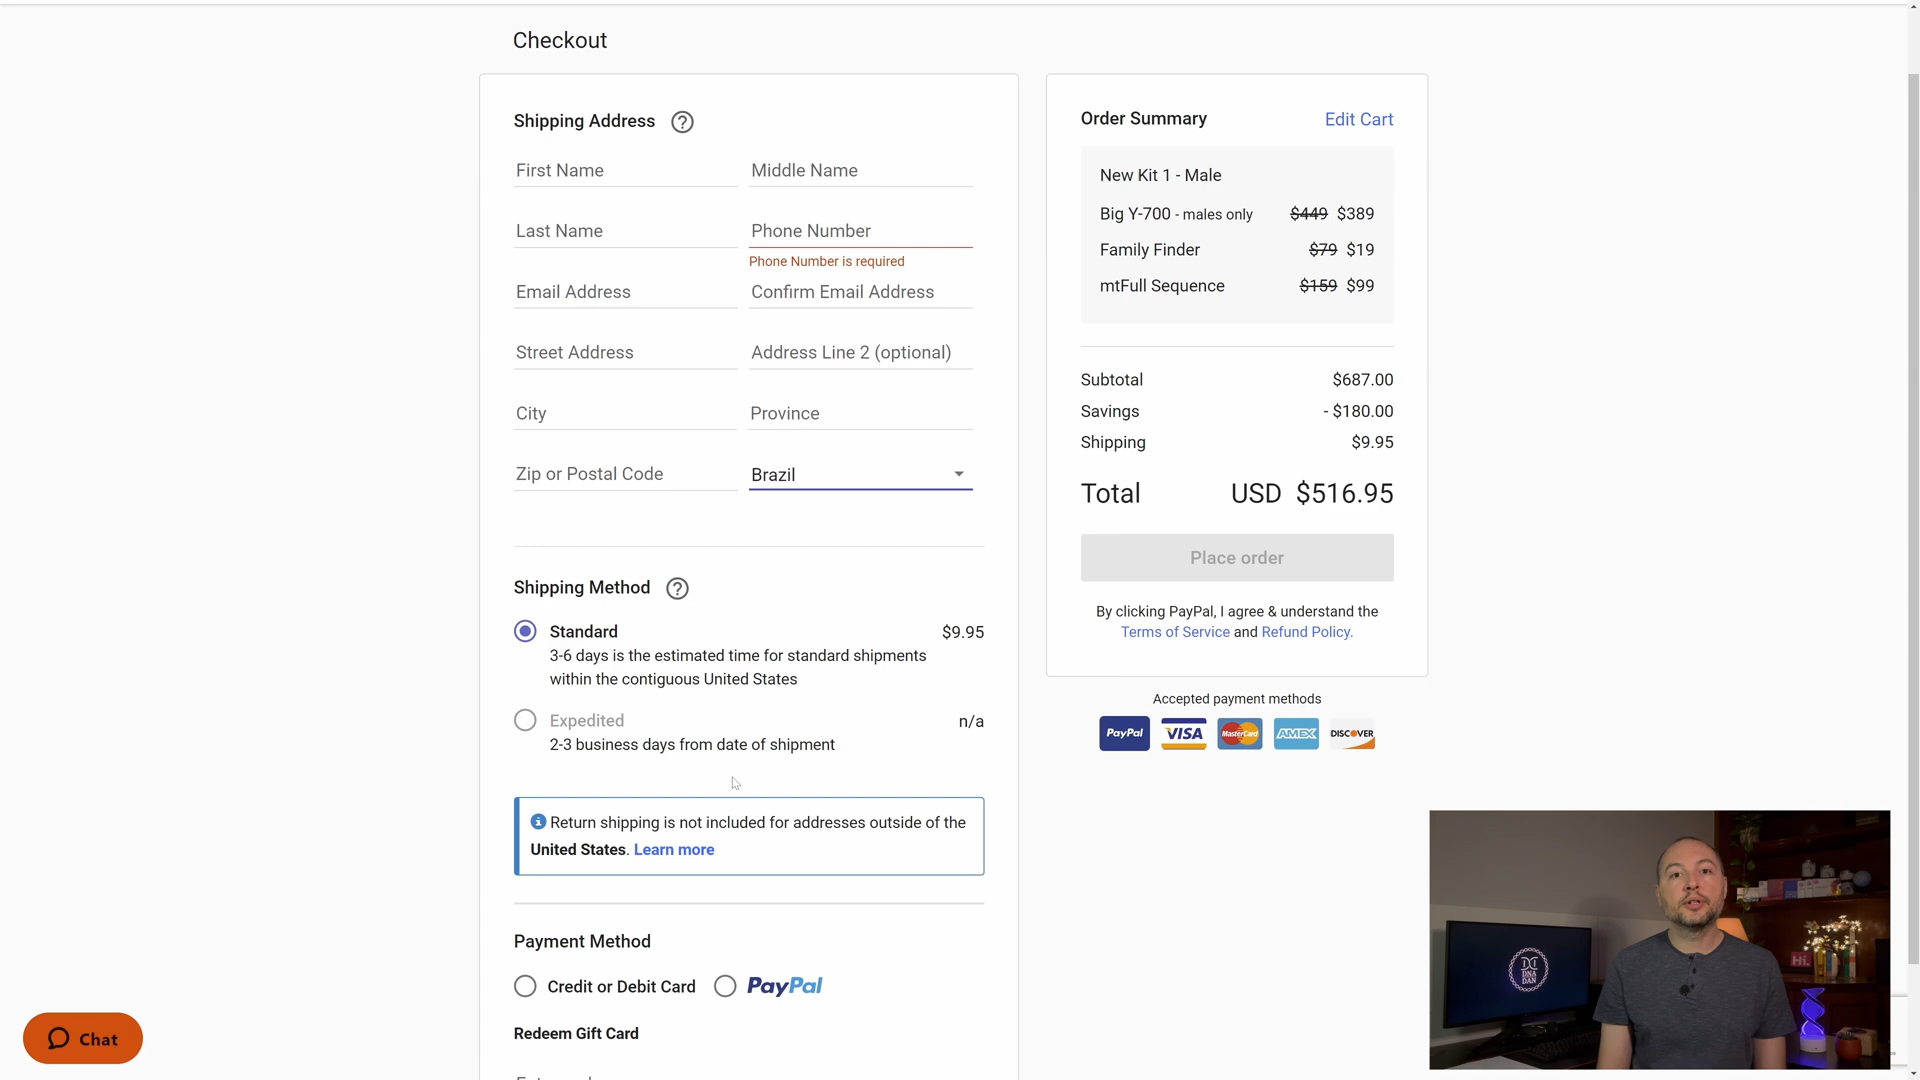 Checkout
Shipping Address
First Name
Middle Name
Last Name
Phone Number
Phone Number is required
Email Address
Confirm Email Address
Street Address
Address Line 2 (optional)
City
Province
Zip or Postal Code
Brazil
Shipping Method
Standard
$9.95
3-6 days is the estimated time for standard shipments
within the contiguous United States
Expedited
n/a
2-3 business days from date of shipment
Return shipping is not included for addresses outside of the
United States. Learn more
Payment Method
Credit or Debit Card
PayPal
Redeem Gift Card
Chat
Order Summary
Edit Cart
New Kit 1 - Male
Big Y-700 - males only $449 $389
Family Finder $79 $19
mtFull Sequence $159 $99
Subtotal $687.00
Savings - $180.00
Shipping $9.95
Total USD $516.95
Place order
By clicking PayPal, I agree & understand the
Terms of Service and Refund Policy.
Accepted payment methods
PayPal VISA MasterCard AMEX DISCOVER
DNA
DAN
Hi.